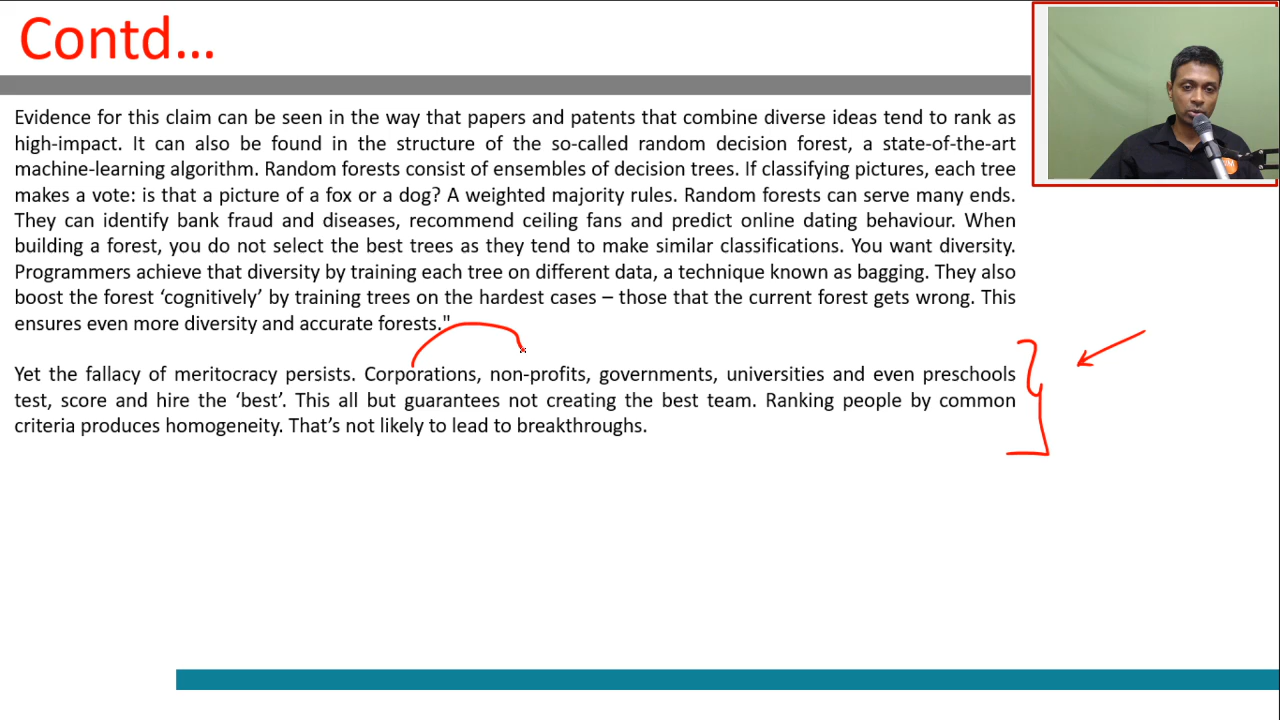 Contd...
Evidence for this claim can be seen in the way that papers and patents that combine diverse ideas tend to rank as
high-impact. It can also be found in the structure of the so-called random decision forest, a state-of-the-art
machine-learning algorithm. Random forests consist of ensembles of decision trees. If classifying pictures, each tree
makes a vote: is that a picture of a fox or a dog? A weighted majority rules. Random forests can serve many ends.
They can identify bank fraud and diseases, recommend ceiling fans and predict online dating behaviour. When
building a forest, you do not select the best trees as they tend to make similar classifications. You want diversity.
Programmers achieve that diversity by training each tree on different data, a technique known as bagging. They also
boost the forest ‘cognitively’ by training trees on the hardest cases – those that the current forest gets wrong. This
ensures even more diversity and accurate forests."
Yet the fallacy of meritocracy persists. Corporations, non-profits, governments, universities and even preschools
test, score and hire the ‘best’. This all but guarantees not creating the best team. Ranking people by common
criteria produces homogeneity. That’s not likely to lead to breakthroughs.